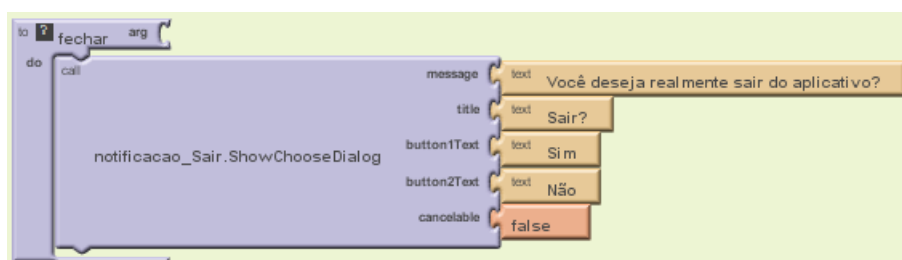 to ? fechar arg
do
call
message text Você deseja realmente sair do aplicativo?
title text Sair?
notificacao_Sair.ShowChooseDialog
button1Text text Sim
button2Text text Não
cancelable false